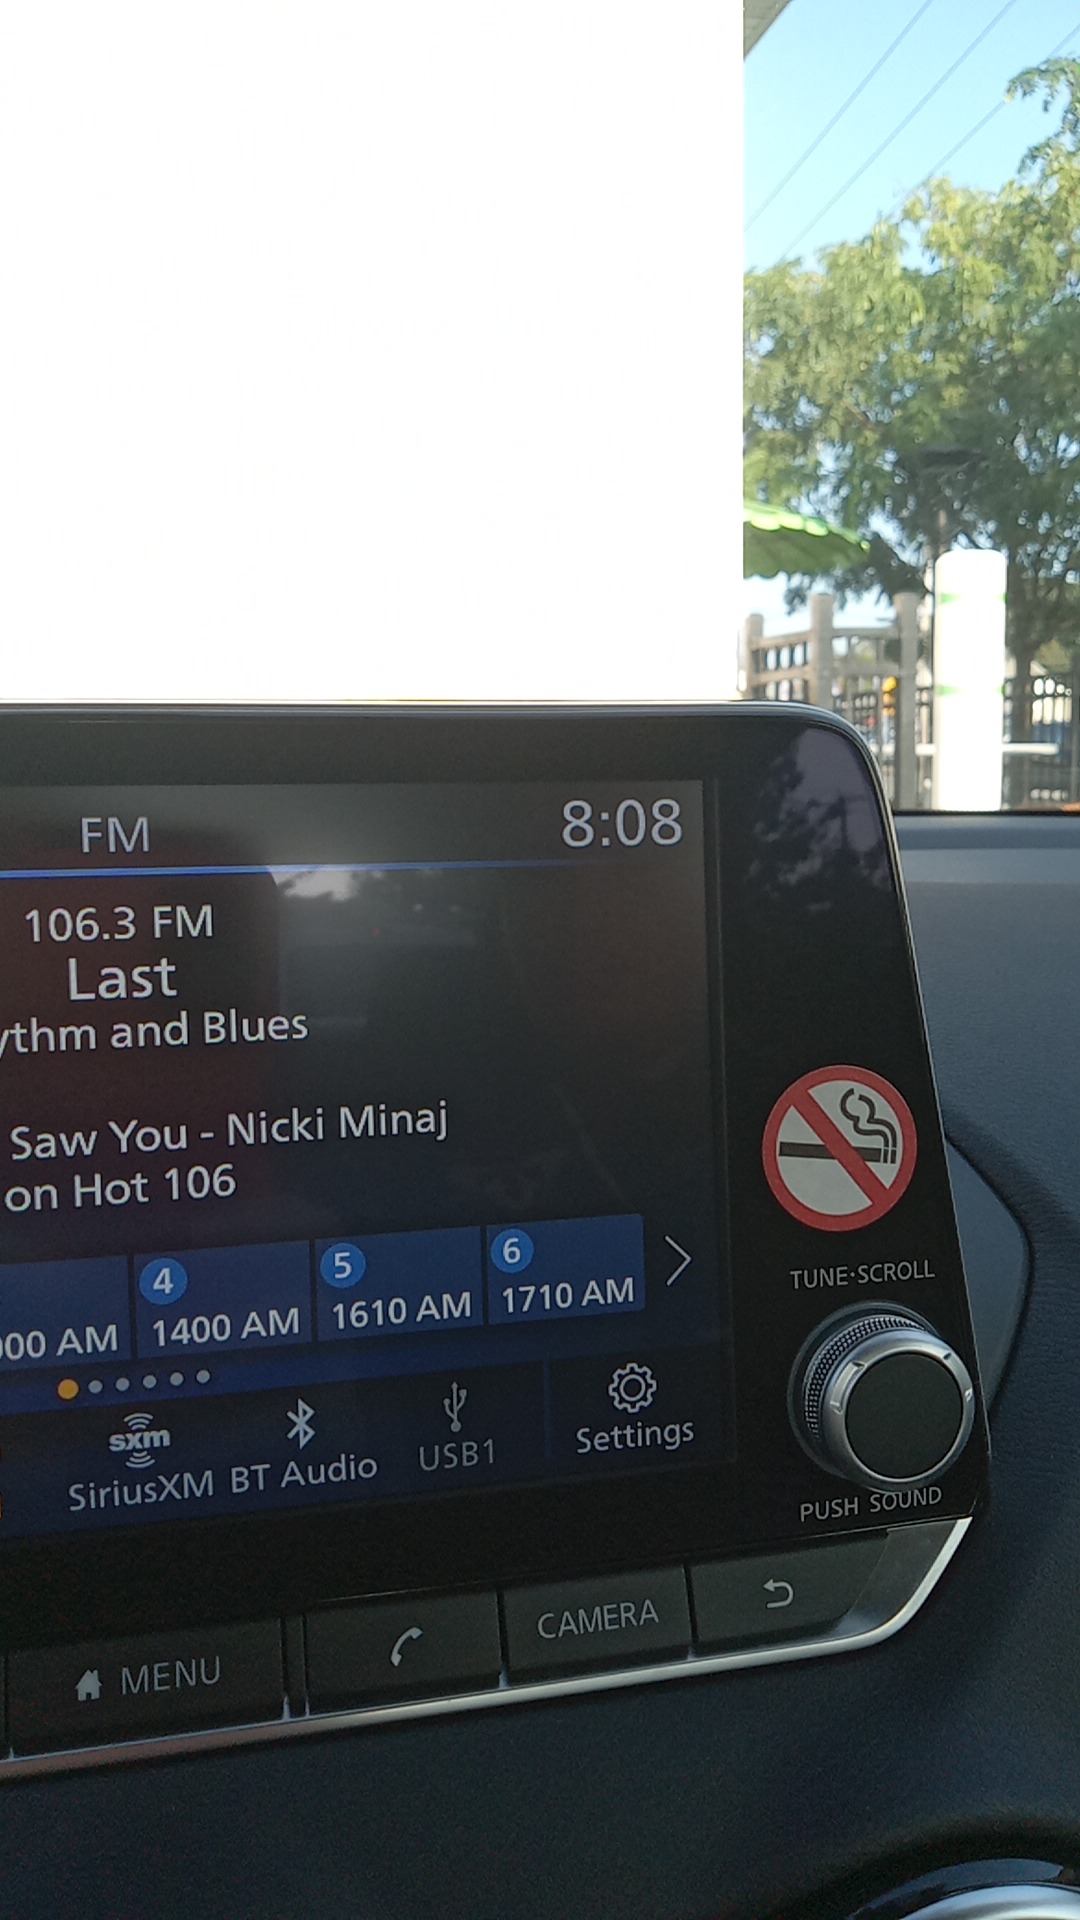 FM
8:08
106.3 FM
Last
ythm and Blues
Saw You - Nicki Minaj
on Hot 106
4
5
6
00 AM
1400 AM
1610 AM
1710 AM
sxm
SiriusXM
BT Audio
USB1
Settings
TUNE·SCROLL
PUSH SOUND
MENU
CAMERA